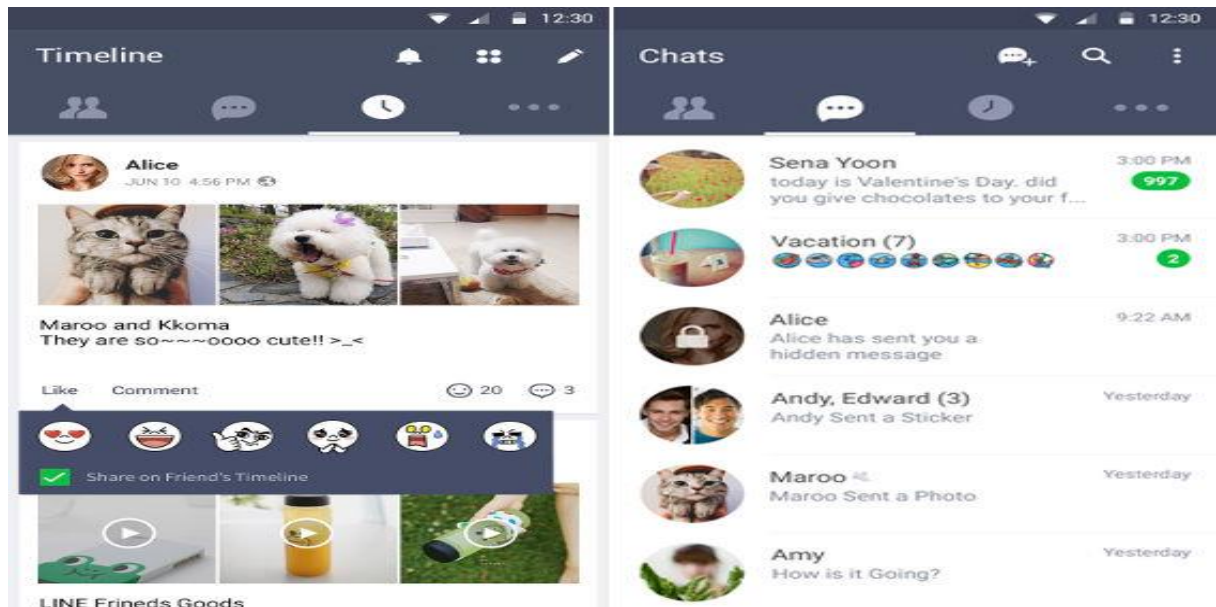 12:30
Timeline
Alice
JUN 10 4:56 PM
Maroo and Kkoma
They are so~~~oooo cute!! >_<
Like Comment 20 3
Share on Friend's Timeline
LINE Frineds Goods
12:30
Chats
Sena Yoon 3:00 PM
today is Valentine's Day. did 997
you give chocolates to your f...
Vacation (7) 3:00 PM
2
Alice 9:22 AM
Alice has sent you a
hidden message
Andy, Edward (3) Yesterday
Andy Sent a Sticker
Maroo Yesterday
Maroo Sent a Photo
Amy Yesterday
How is it Going?